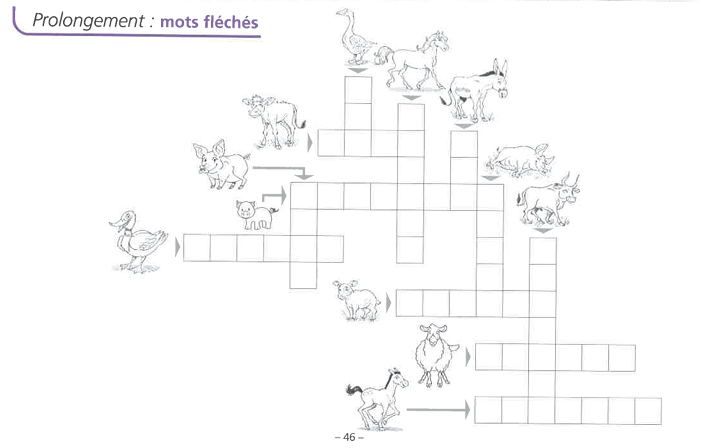 Prolongement : mots fléchés
– 46 –